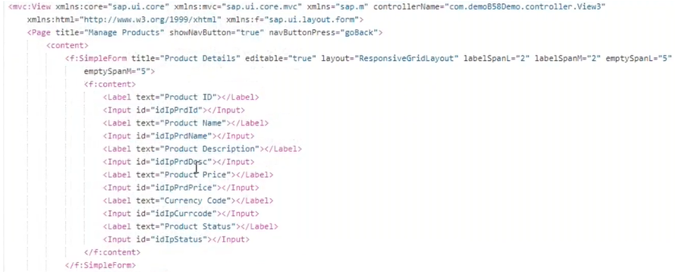 <mvc:View xmlns:core="sap.ui.core" xmlns:mvc="sap.ui.core.mvc" xmlns="sap.m" controllerName="com.demoB58Demo.controller.View3"
xmlns:html="http://www.w3.org/1999/xhtml" xmlns:f="sap.ui.layout.form">
<Page title="Manage Products" showNavButton="true" navButtonPress="goBack">
<content>
<f:SimpleForm title="Product Details" editable="true" layout="ResponsiveGridLayout" labelSpanL="2" labelSpanM="2" emptySpanL="5"
emptySpanM="5">
<f:content>
<Label text="Product ID"></Label>
<Input id="idIpPrdId"></Input>
<Label text="Product Name"></Label>
<Input id="idIpPrdName"></Input>
<Label text="Product Description"></Label>
<Input id="idIpPrdDesc"></Input>
<Label text="Product Price"></Label>
<Input id="idIpPrdPrice"></Input>
<Label text="Currency Code"></Label>
<Input id="idIpCurrcode"></Input>
<Label text="Product Status"></Label>
<Input id="idIpStatus"></Input>
</f:content>
</f:SimpleForm>